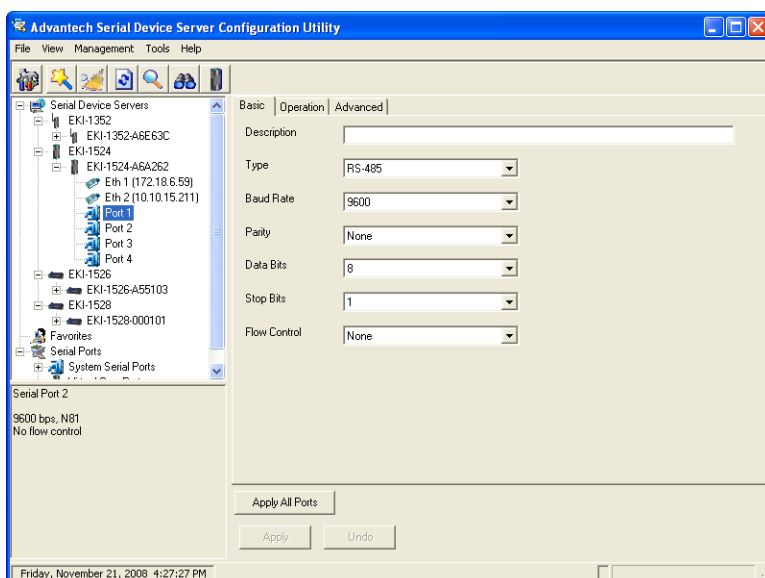 Advantech Serial Device Server Configuration Utility
File View Management Tools Help
Serial Device Servers
EKI-1352
EKI-1352-A6E63C
EKI-1524
EKI-1524-A6A262
Eth 1 (172.18.6.59)
Eth 2 (10.10.15.211)
Port 1
Port 2
Port 3
Port 4
EKI-1526
EKI-1526-A55103
EKI-1528
EKI-1528-000101
Favorites
Serial Ports
System Serial Ports
Serial Port 2
9600 bps, N81
No flow control
Basic Operation Advanced
Description
Type RS-485
Baud Rate 9600
Parity None
Data Bits 8
Stop Bits 1
Flow Control None
Apply All Ports
Apply Undo
Friday, November 21, 2008 4:27:27 PM